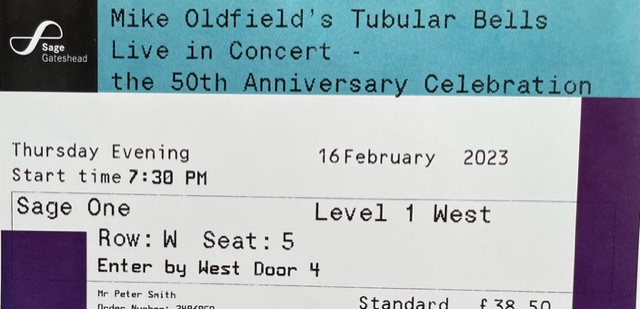 Mike Oldfield's Tubular Bells
Sage
Gateshead
Live in Concert -
the 50th Anniversary Celebration
Thursday Evening 16 February 2023
Start time 7:30 PM
Sage One Level 1 West
Row: W Seat: 5
Enter by West Door 4
Mr Peter Smith
Standard £38.50
Order Number: